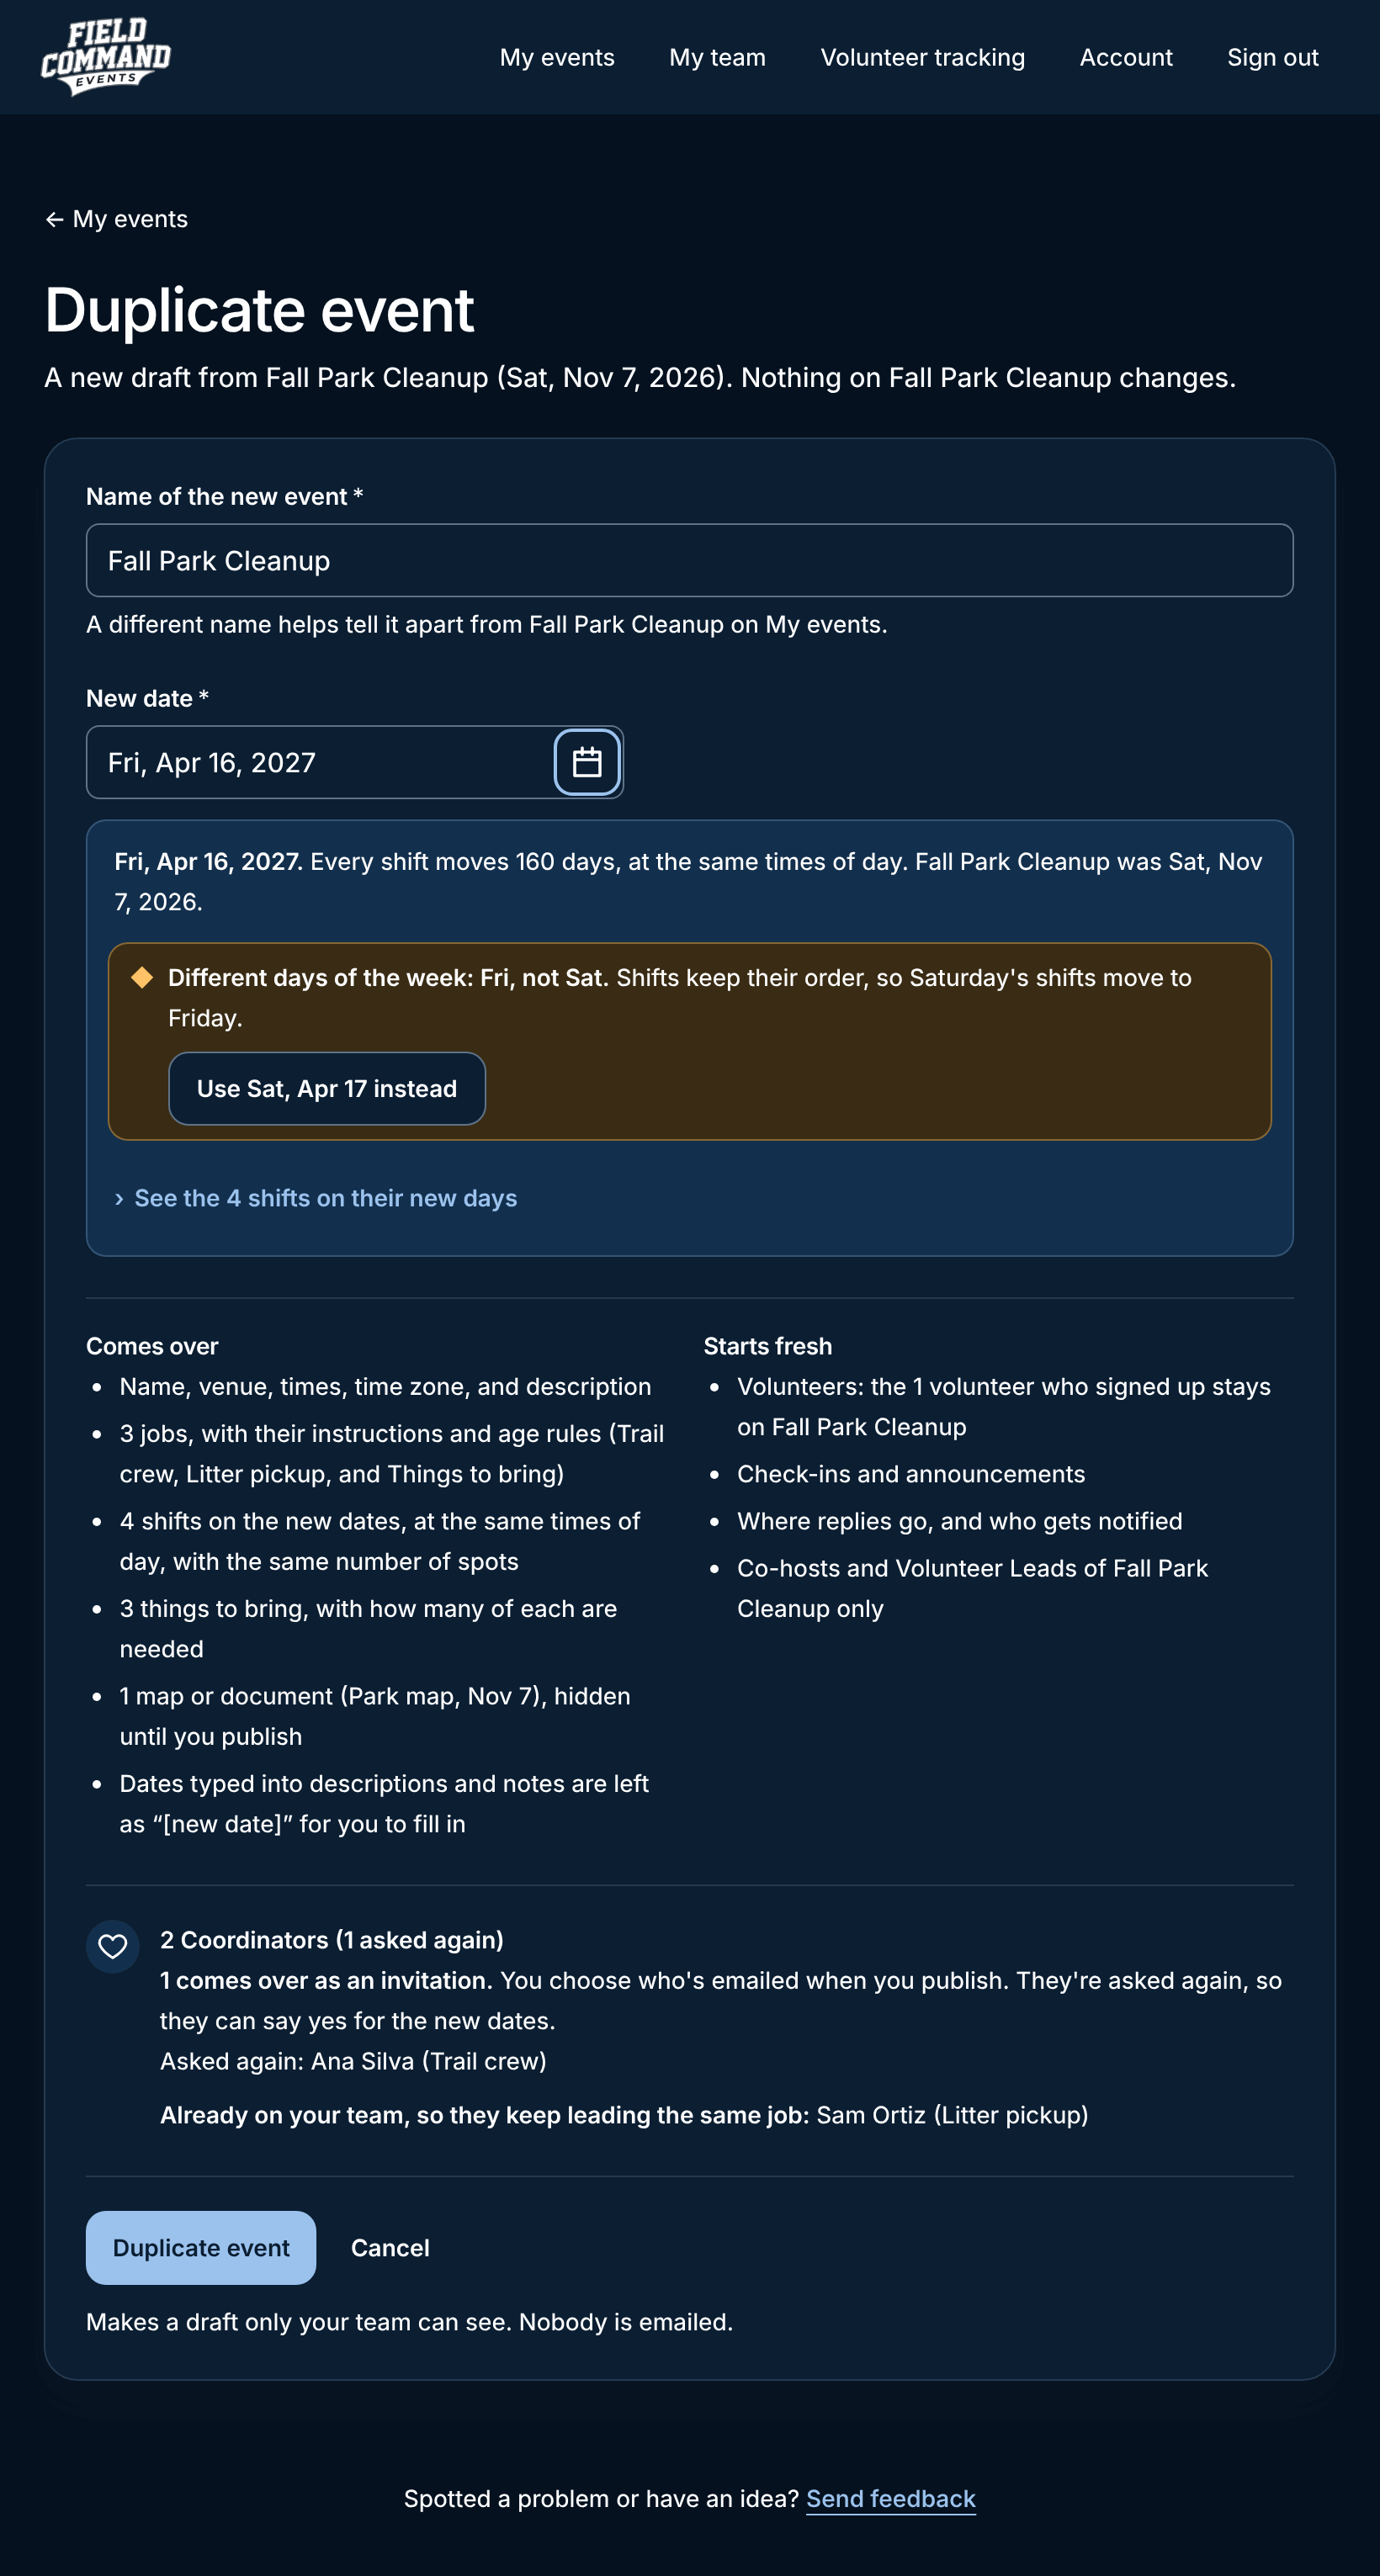 FIELD
COMMAND
EVENTS
My events
My team
Volunteer tracking
Account
Sign out
← My events
Duplicate event
A new draft from Fall Park Cleanup (Sat, Nov 7, 2026). Nothing on Fall Park Cleanup changes.
Name of the new event *
Fall Park Cleanup
A different name helps tell it apart from Fall Park Cleanup on My events.
New date *
Fri, Apr 16, 2027
Fri, Apr 16, 2027. Every shift moves 160 days, at the same times of day. Fall Park Cleanup was Sat, Nov
7, 2026.
Different days of the week: Fri, not Sat. Shifts keep their order, so Saturday's shifts move to
Friday.
Use Sat, Apr 17 instead
› See the 4 shifts on their new days
Comes over
• Name, venue, times, time zone, and description
• 3 jobs, with their instructions and age rules (Trail
crew, Litter pickup, and Things to bring)
• 4 shifts on the new dates, at the same times of
day, with the same number of spots
• 3 things to bring, with how many of each are
needed
• 1 map or document (Park map, Nov 7), hidden
until you publish
• Dates typed into descriptions and notes are left
as “[new date]” for you to fill in
Starts fresh
• Volunteers: the 1 volunteer who signed up stays
on Fall Park Cleanup
• Check-ins and announcements
• Where replies go, and who gets notified
• Co-hosts and Volunteer Leads of Fall Park
Cleanup only
2 Coordinators (1 asked again)
1 comes over as an invitation. You choose who's emailed when you publish. They're asked again, so
they can say yes for the new dates.
Asked again: Ana Silva (Trail crew)
Already on your team, so they keep leading the same job: Sam Ortiz (Litter pickup)
Duplicate event
Cancel
Makes a draft only your team can see. Nobody is emailed.
Spotted a problem or have an idea? Send feedback